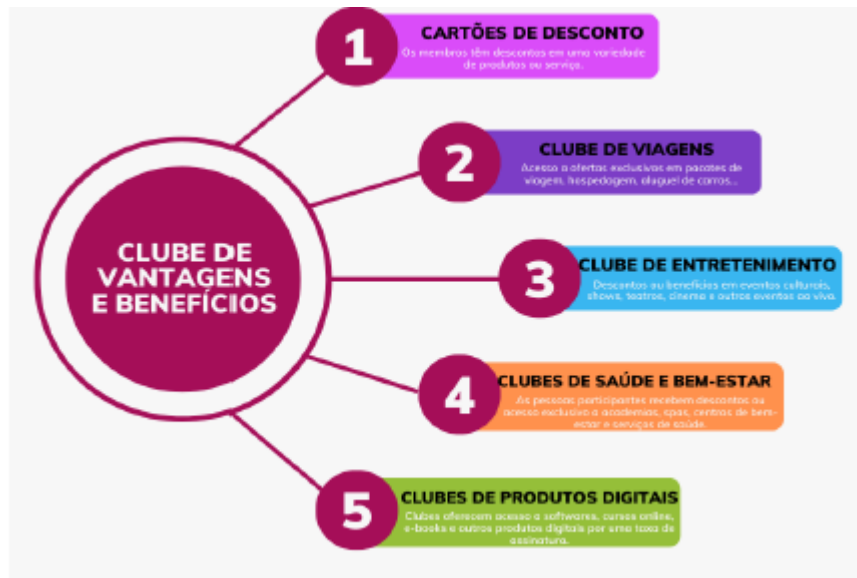 CLUBE DE
VANTAGENS
E BENEFÍCIOS
1
CARTÕES DE DESCONTO
Os membros têm descontos em uma variedade
de produtos ou serviço.
2
CLUBE DE VIAGENS
Acesso a ofertas exclusivas em pacotes de
viagem, hospedagem, aluguel de carros...
3
CLUBE DE ENTRETENIMENTO
Descontos ou benefícios em eventos culturais,
shows, teatros, cinema e outros eventos ao vivo.
4
CLUBES DE SAÚDE E BEM-ESTAR
As pessoas participantes recebem descontos ou
acesso exclusivo a academias, spas, centros de bem-
estar e serviços de saúde.
5
CLUBES DE PRODUTOS DIGITAIS
Clubes oferecem acesso a softwares, cursos online,
e-books e outros produtos digitais por uma taxa de
assinatura.